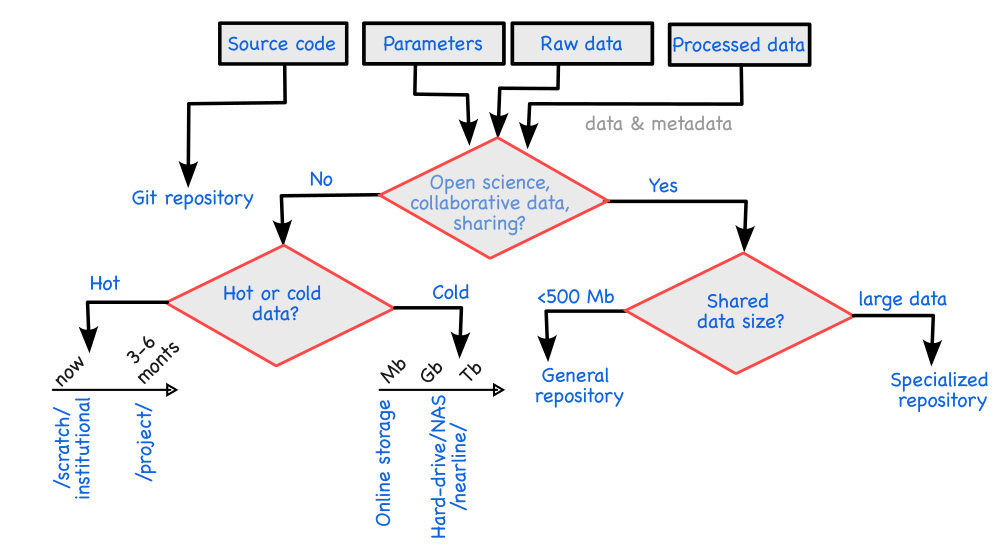 Source code
Parameters
Raw data
Processed data
data & metadata
Git repository
No
Open science,
collaborative data,
sharing?
Yes
Hot
Hot or cold
data?
Cold
<500 Mb
Shared
data size?
large data
now
3-6
monts
Mb
Gb
Tb
General
repository
Specialized
repository
/scratch/
institutional
/project/
Online storage
Hard-drive/NAS
/nearline/